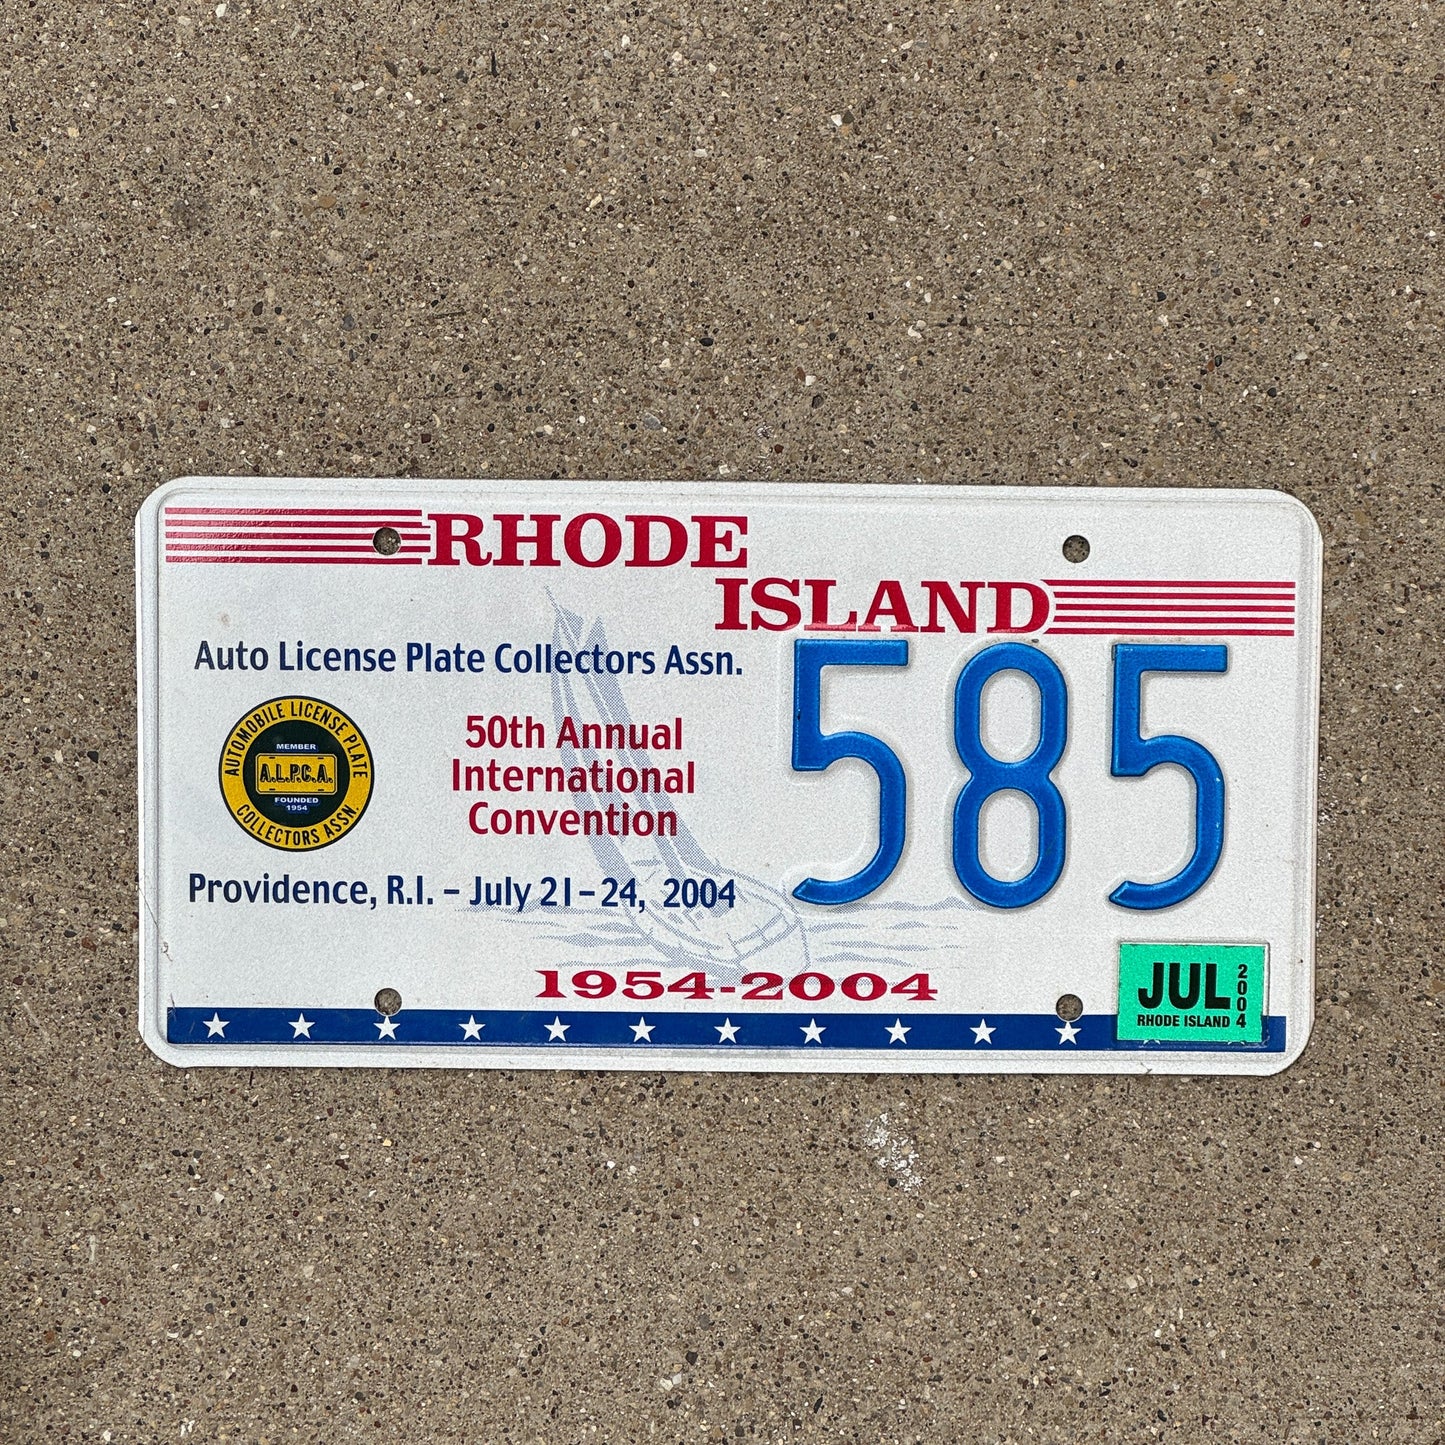 RHODE
ISLAND
Auto License Plate Collectors Assn.
585
AUTOMOBILE LICENSE PLATE
MEMBER
A.L.P.C.A.
FOUNDED
1954
COLLECTORS ASSN.
50th Annual
International
Convention
Providence, R.I. – July 21–24, 2004
1954-2004
JUL
2004
RHODE ISLAND